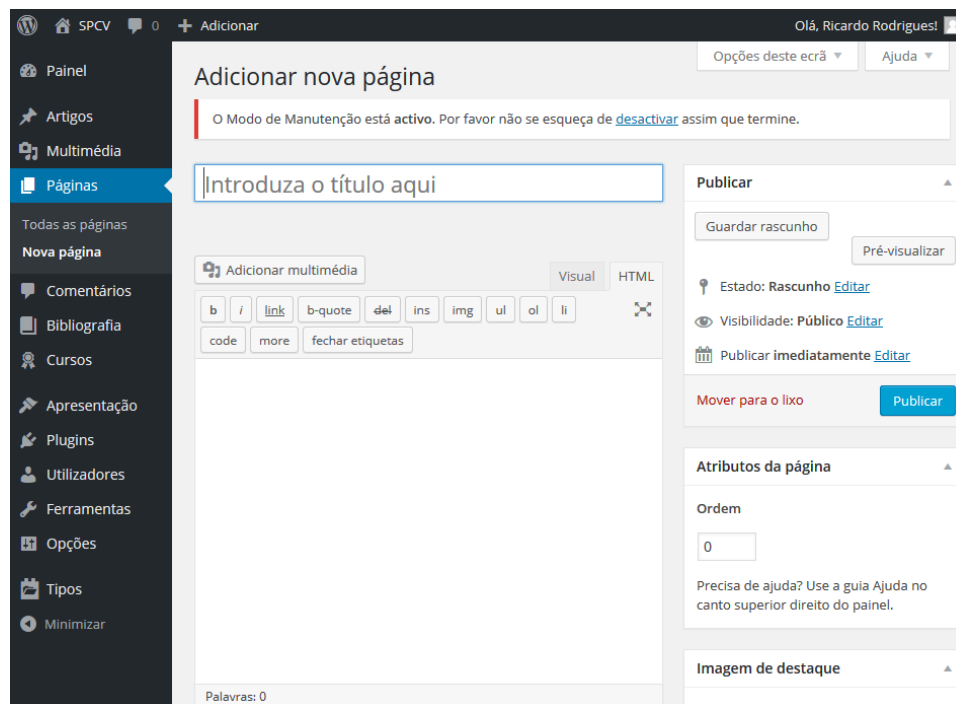 SPCV 0 Adicionar Olá, Ricardo Rodrigues!
Opções deste ecrã Ajuda
Painel
Artigos
Multimédia
Páginas
Todas as páginas
Nova página
Comentários
Bibliografia
Cursos
Apresentação
Plugins
Utilizadores
Ferramentas
Opções
Tipos
Minimizar
Adicionar nova página
O Modo de Manutenção está activo. Por favor não se esqueça de desactivar assim que termine.
Introduza o título aqui
Adicionar multimédia
Visual HTML
b i link b-quote del ins img ul ol li
code more fechar etiquetas
Palavras: 0
Publicar
Guardar rascunho
Pré-visualizar
Estado: Rascunho Editar
Visibilidade: Público Editar
Publicar imediatamente Editar
Mover para o lixo Publicar
Atributos da página
Ordem
0
Precisa de ajuda? Use a guia Ajuda no
canto superior direito do painel.
Imagem de destaque